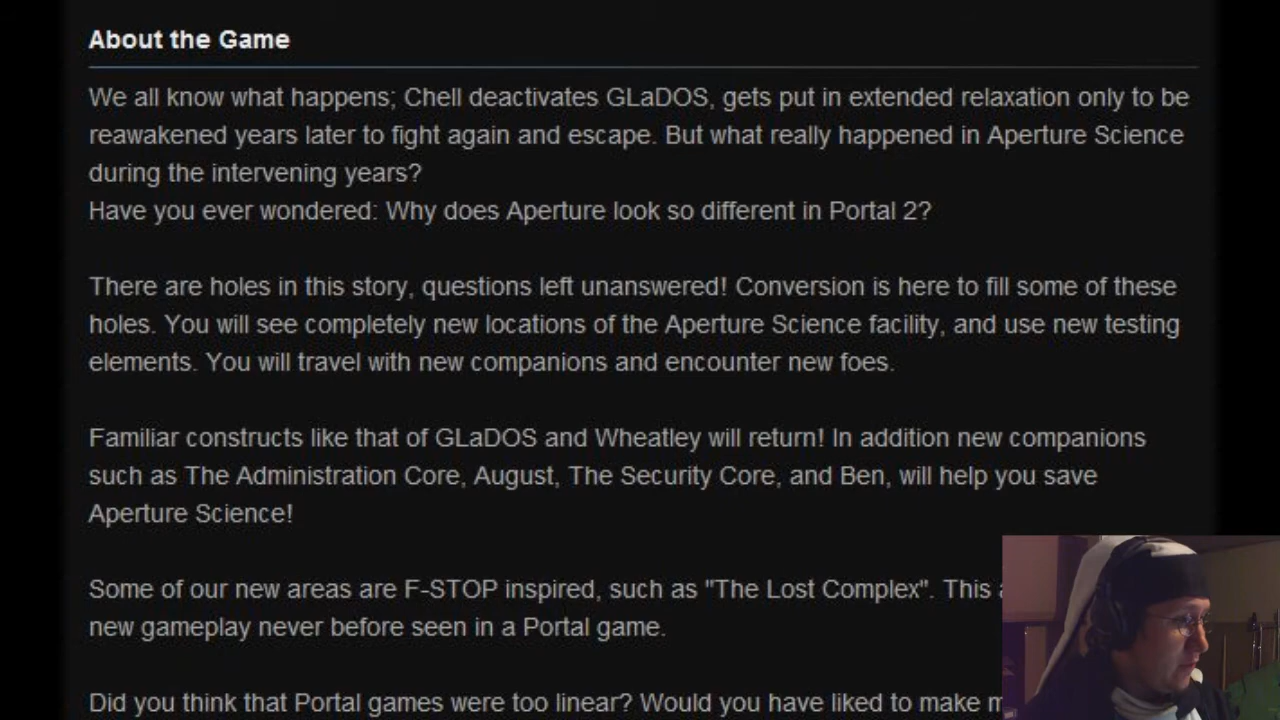 About the Game
We all know what happens; Chell deactivates GLaDOS, gets put in extended relaxation only to be
reawakened years later to fight again and escape. But what really happened in Aperture Science
during the intervening years?
Have you ever wondered: Why does Aperture look so different in Portal 2?
There are holes in this story, questions left unanswered! Conversion is here to fill some of these
holes. You will see completely new locations of the Aperture Science facility, and use new testing
elements. You will travel with new companions and encounter new foes.
Familiar constructs like that of GLaDOS and Wheatley will return! In addition new companions
such as The Administration Core, August, The Security Core, and Ben, will help you save
Aperture Science!
Some of our new areas are F-STOP inspired, such as "The Lost Complex". This
new gameplay never before seen in a Portal game.
Did you think that Portal games were too linear? Would you have liked to make